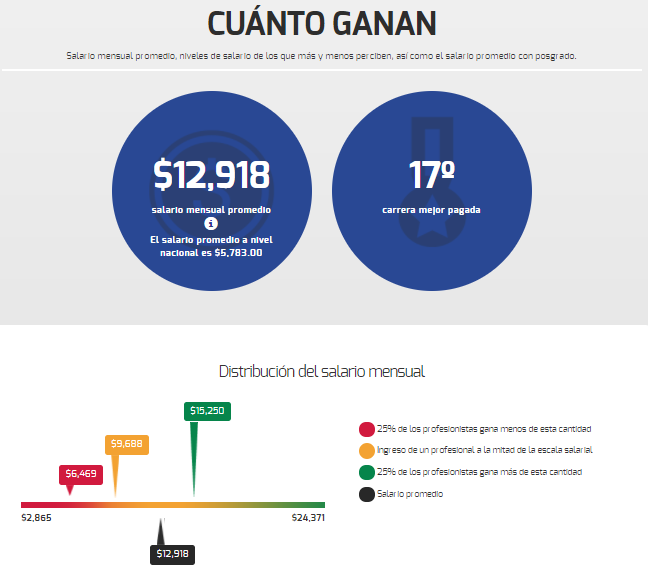 CUÁNTO GANAN
Salario mensual promedio, niveles de salario de los que más y menos perciben, así como el salario promedio con posgrado.
$12,918
salario mensual promedio
i
El salario promedio a nivel
nacional es $5,783.00
17º
carrera mejor pagada
Distribución del salario mensual
$15,250
$9,688
$6,469
$2,865
$24,371
$12,918
25% de los profesionistas gana menos de esta cantidad
Ingreso de un profesional a la mitad de la escala salarial
25% de los profesionistas gana más de esta cantidad
Salario promedio